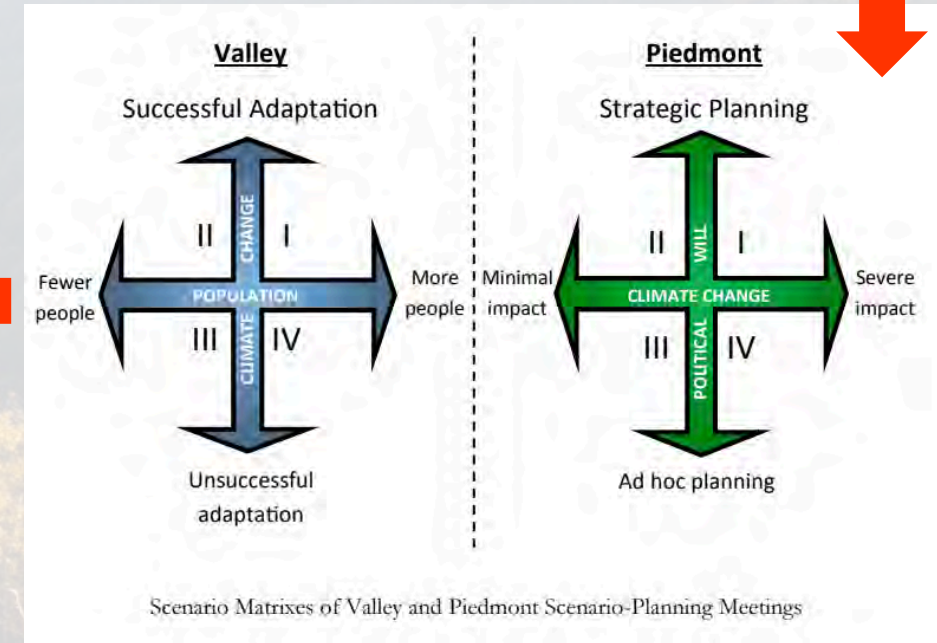 Valley
Successful Adaptation
II
I
CHANGE
Fewer
people
POPULATION
More
people
III
IV
CLIMATE
Unsuccessful
adaptation
Piedmont
Strategic Planning
II
I
WILL
Minimal
impact
CLIMATE CHANGE
Severe
impact
III
IV
POLITICAL
Ad hoc planning
Scenario Matrixes of Valley and Piedmont Scenario-Planning Meetings